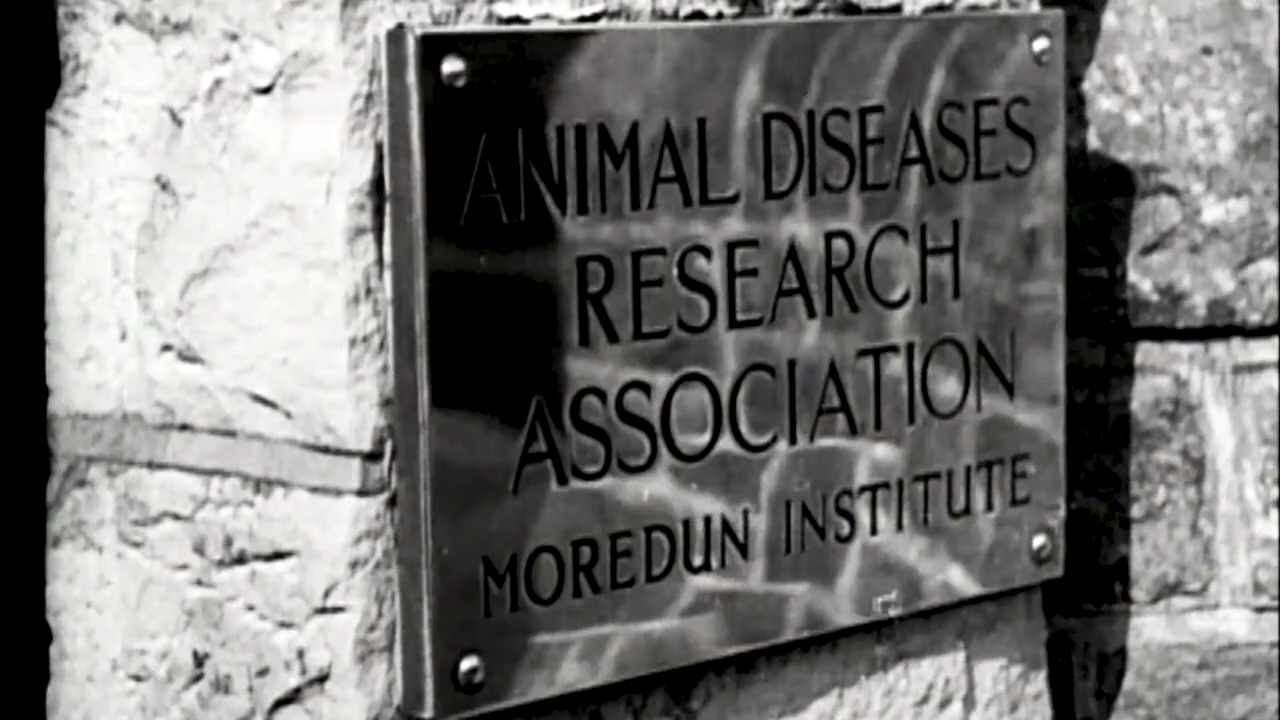 ANIMAL DISEASES
RESEARCH
ASSOCIATION
MOREDUN INSTITUTE